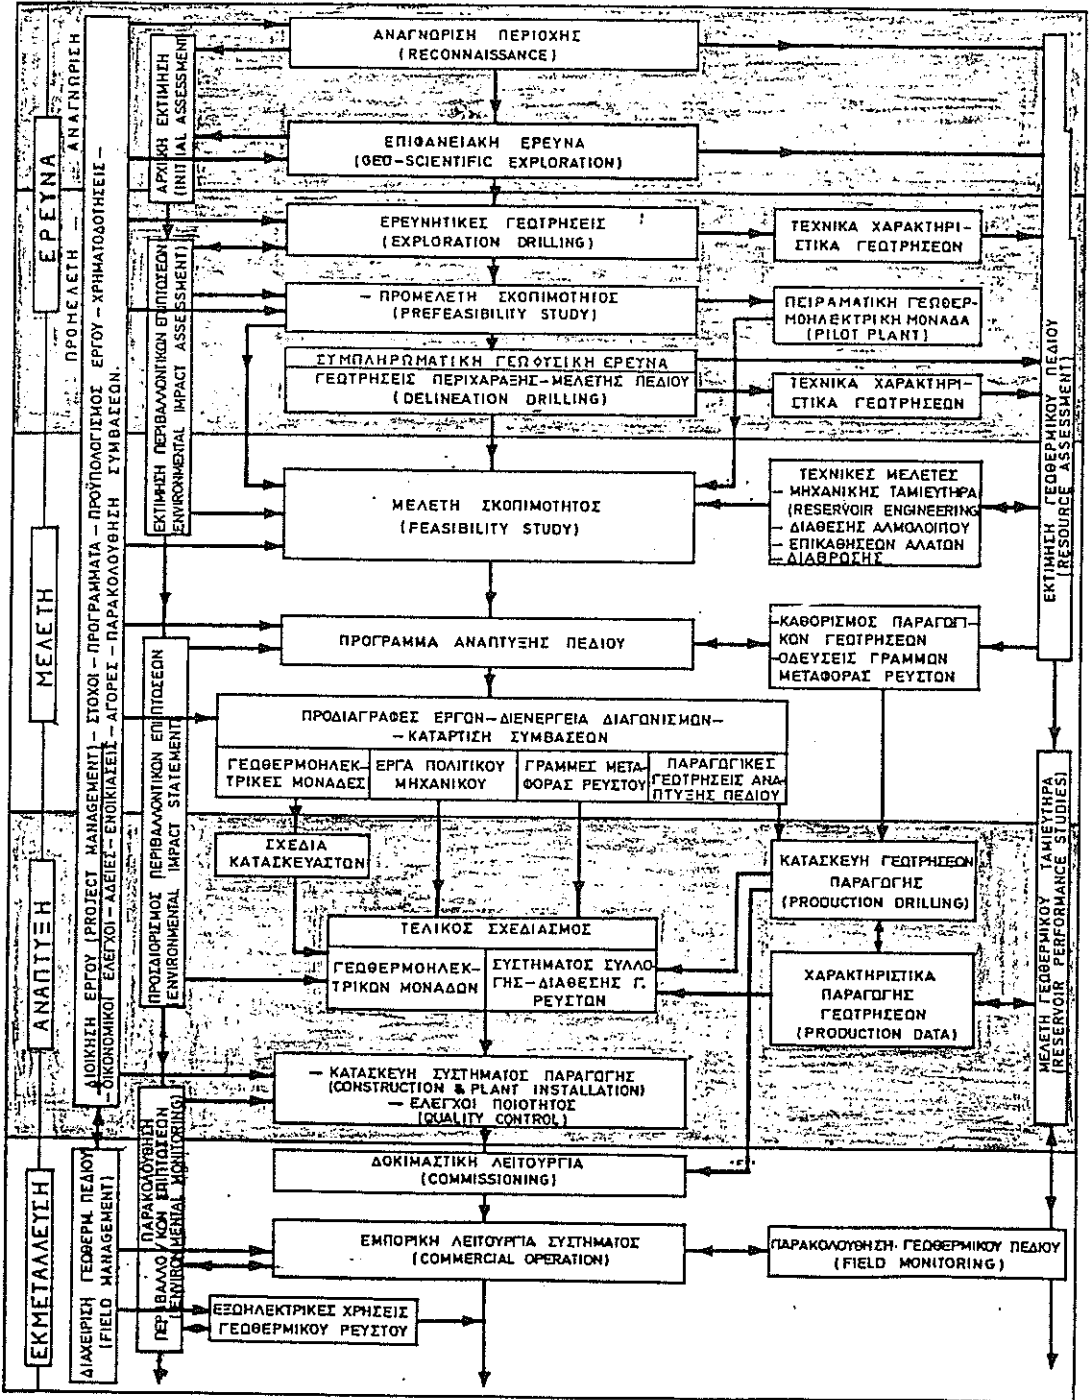 ΑΝΑΓΝΩΡΙΣΗ ΠΕΡΙΟΧΗΣ
(RECONNAISSANCE)
ΕΠΙΦΑΝΕΙΑΚΗ ΕΡΕΥΝΑ
(GEO-SCIENTIFIC EXPLORATION)
ΕΡΕΥΝΗΤΙΚΕΣ ΓΕΩΤΡΗΣΕΙΣ
(EXPLORATION DRILLING)
ΤΕΧΝΙΚΑ ΧΑΡΑΚΤΗΡΙ-
ΣΤΙΚΑ ΓΕΩΤΡΗΣΕΩΝ
– ΠΡΟΜΕΛΕΤΗ ΣΚΟΠΙΜΟΤΗΤΟΣ
(PREFEASIBILITY STUDY)
ΠΕΙΡΑΜΑΤΙΚΗ ΓΕΩΘΕΡ-
ΜΟΗΛΕΚΤΡΙΚΗ ΜΟΝΑΔΑ
(PILOT PLANT)
ΣΥΜΠΛΗΡΩΜΑΤΙΚΗ ΓΕΩΦΥΣΙΚΗ ΕΡΕΥΝΑ
ΓΕΩΤΡΗΣΕΙΣ ΠΕΡΙΧΑΡΑΞΗΣ-ΜΕΛΕΤΗΣ ΠΕΔΙΟΥ
(DELINEATION DRILLING)
ΤΕΧΝΙΚΑ ΧΑΡΑΚΤΗΡΙ-
ΣΤΙΚΑ ΓΕΩΤΡΗΣΕΩΝ
ΜΕΛΕΤΗ ΣΚΟΠΙΜΟΤΗΤΟΣ
(FEASIBILITY STUDY)
ΤΕΧΝΙΚΕΣ ΜΕΛΕΤΕΣ
– ΜΗΧΑΝΙΚΗΣ ΤΑΜΙΕΥΤΗΡΑ
(RESERVOIR ENGINEERING
– ΔΙΑΘΕΣΗΣ ΑΛΜΟΛΟΙΠΟΥ
– ΕΠΙΚΑΘΗΣΕΩΝ ΑΛΑΤΩΝ
– ΔΙΑΒΡΩΣΗΣ
ΠΡΟΓΡΑΜΜΑ ΑΝΑΠΤΥΞΗΣ ΠΕΔΙΟΥ
–ΚΑΘΟΡΙΣΜΟΣ ΠΑΡΑΓΩΓΙ-
ΚΩΝ ΓΕΩΤΡΗΣΕΩΝ
–ΟΔΕΥΣΕΙΣ ΓΡΑΜΜΩΝ
ΜΕΤΑΦΟΡΑΣ ΡΕΥΣΤΩΝ
ΠΡΟΔΙΑΓΡΑΦΕΣ ΕΡΓΩΝ–ΔΙΕΝΕΡΓΕΙΑ ΔΙΑΓΩΝΙΣΜΩΝ–
–ΚΑΤΑΡΤΙΣΗ ΣΥΜΒΑΣΕΩΝ
ΓΕΩΘΕΡΜΟΗΛΕΚ-
ΤΡΙΚΕΣ ΜΟΝΑΔΕΣ
ΕΡΓΑ ΠΟΛΙΤΙΚΟΥ
ΜΗΧΑΝΙΚΟΥ
ΓΡΑΜΜΕΣ ΜΕΤΑ-
ΦΟΡΑΣ ΡΕΥΣΤΟΥ
ΠΑΡΑΓΩΓΙΚΕΣ
ΓΕΩΤΡΗΣΕΙΣ ΑΝΑ-
ΠΤΥΞΗΣ ΠΕΔΙΟΥ
ΣΧΕΔΙΑ
ΚΑΤΑΣΚΕΥΑΣΤΩΝ
ΚΑΤΑΣΚΕΥΗ ΓΕΩΤΡΗΣΕΩΝ
ΠΑΡΑΓΩΓΗΣ
(PRODUCTION DRILLING)
ΤΕΛΙΚΟΣ ΣΧΕΔΙΑΣΜΟΣ
ΓΕΩΘΕΡΜΟΗΛΕΚ-
ΤΡΙΚΩΝ ΜΟΝΑΔΩΝ
ΣΥΣΤΗΜΑΤΟΣ ΣΥΛΛΟ-
ΓΗΣ-ΔΙΑΘΕΣΗΣ Γ.
ΡΕΥΣΤΩΝ
ΧΑΡΑΚΤΗΡΙΣΤΙΚΑ
ΠΑΡΑΓΩΓΗΣ
ΓΕΩΤΡΗΣΕΩΝ
(PRODUCTION DATA)
– ΚΑΤΑΣΚΕΥΗ ΣΥΣΤΗΜΑΤΟΣ ΠΑΡΑΓΩΓΗΣ
(CONSTRUCTION & PLANT INSTALLATION)
– ΕΛΕΓΧΟΙ ΠΟΙΟΤΗΤΟΣ
(QUALITY CONTROL)
ΔΟΚΙΜΑΣΤΙΚΗ ΛΕΙΤΟΥΡΓΙΑ
(COMMISSIONING)
ΕΜΠΟΡΙΚΗ ΛΕΙΤΟΥΡΓΙΑ ΣΥΣΤΗΜΑΤΟΣ
(COMMERCIAL OPERATION)
ΠΑΡΑΚΟΛΟΥΘΗΣΗ ΓΕΩΘΕΡΜΙΚΟΥ ΠΕΔΙΟΥ
(FIELD MONITORING)
ΕΞΩΗΛΕΚΤΡΙΚΕΣ ΧΡΗΣΕΙΣ
ΓΕΩΘΕΡΜΙΚΟΥ ΡΕΥΣΤΟΥ
ΕΡΕΥΝΑ
ΜΕΛΕΤΗ
ΑΝΑΠΤΥΞΗ
ΕΚΜΕΤΑΛΛΕΥΣΗ
ΠΡΟΜΕΛΕΤΗ – ΑΝΑΓΝΩΡΙΣΗ
–ΔΙΟΙΚΗΣΗ ΕΡΓΟΥ (PROJECT MANAGEMENT)– ΣΤΟΧΟΙ–ΠΡΟΓΡΑΜΜΑΤΑ–ΠΡΟΫΠΟΛΟΓΙΣΜΟΣ ΕΡΓΟΥ–ΧΡΗΜΑΤΟΔΟΤΗΣΕΙΣ–
–ΟΙΚΟΝΟΜΙΚΟΙ ΕΛΕΓΧΟΙ–ΑΔΕΙΕΣ–ΕΝΟΙΚΙΑΣΕΙΣ–ΑΓΟΡΕΣ–ΠΑΡΑΚΟΛΟΥΘΗΣΗ ΣΥΜΒΑΣΕΩΝ.
ΔΙΑΧΕΙΡΙΣΗ ΓΕΩΘΕΡΜ. ΠΕΔΙΟΥ
(FIELD MANAGEMENT)
ΑΡΧΙΚΗ ΕΚΤΙΜΗΣΗ
(INITIAL ASSESSMENT)
ΕΚΤΙΜΗΣΗ ΠΕΡΙΒΑΛΛΟΝΤΙΚΩΝ ΕΠΙΠΤΩΣΕΩΝ
(ENVIRONMENTAL IMPACT ASSESSMENT)
ΠΡΟΣΔΙΟΡΙΣΜΟΣ ΠΕΡΙΒΑΛΛΟΝΤΙΚΩΝ ΕΠΙΠΤΩΣΕΩΝ
(ENVIRONMENTAL IMPACT STATEMENT)
ΠΑΡΑΚΟΛΟΥΘΗΣΗ
ΠΕΡΙΒΑΛΛΟ/ΚΩΝ ΕΠΙΠΤΩΣΕΩΝ
(ENVIRONMENTAL MONITORING)
ΕΚΤΙΜΗΣΗ ΓΕΩΘΕΡΜΙΚΟΥ ΠΕΔΙΟΥ
(RESOURCE ASSESSMENT)
ΜΕΛΕΤΗ ΓΕΩΘΕΡΜΙΚΟΥ ΤΑΜΙΕΥΤΗΡΑ
(RESERVOIR PERFORMANCE STUDIES)